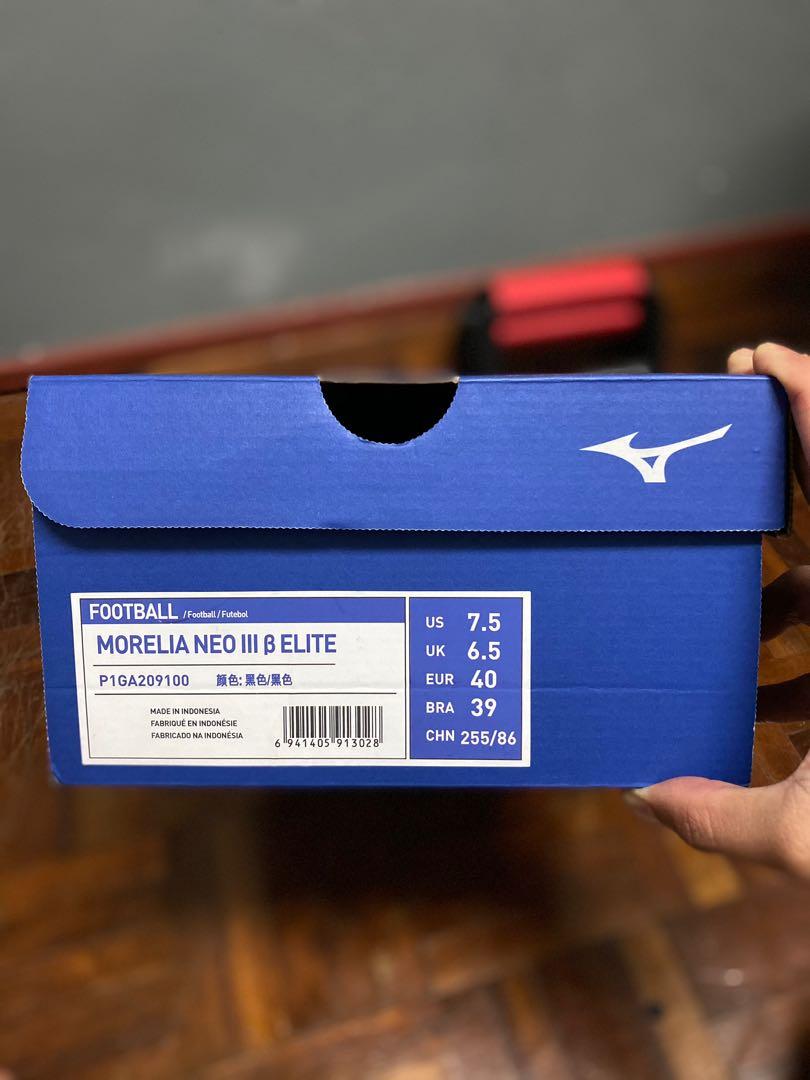 FOOTBALL / Football / Futebol
MORELIA NEO III β ELITE
P1GA209100 颜色: 黑色/黑色
MADE IN INDONESIA
FABRIQUÉ EN INDONÉSIE
FABRICADO NA INDONÉSIA
6 941405 913028
US 7.5
UK 6.5
EUR 40
BRA 39
CHN 255/86